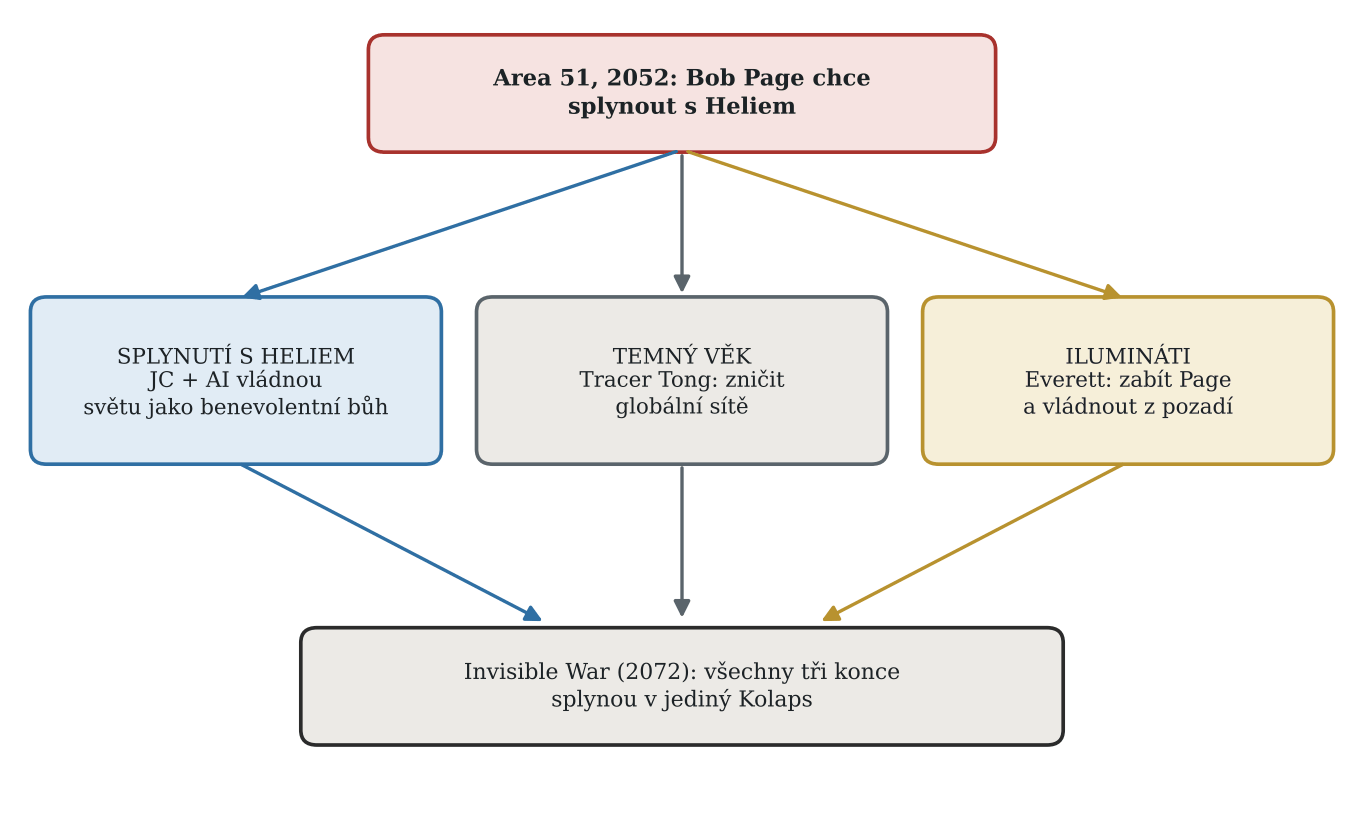 Area 51, 2052: Bob Page chce
splynout s Heliem
SPLYNUTÍ S HELIEM
JC + AI vládnou
světu jako benevolentní bůh
TEMNÝ VĚK
Tracer Tong: zničit
globální sítě
ILUMINÁTI
Everett: zabít Page
a vládnout z pozadí
Invisible War (2072): všechny tři konce
splynou v jediný Kolaps